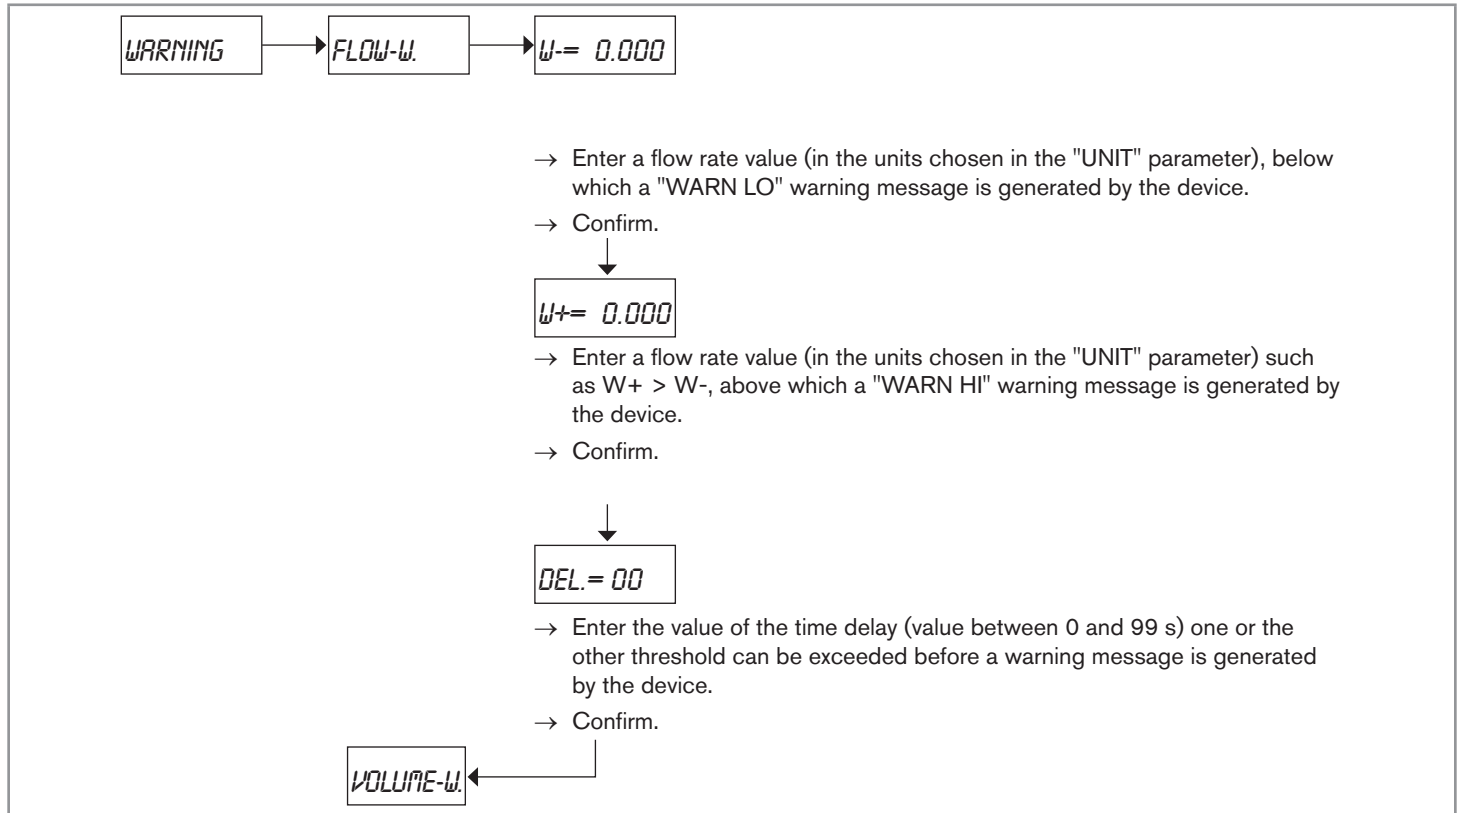 WARNING
FLOW-W.
W-= 0.000
→ Enter a flow rate value (in the units chosen in the "UNIT" parameter), below
which a "WARN LO" warning message is generated by the device.
→ Confirm.
W+= 0.000
→ Enter a flow rate value (in the units chosen in the "UNIT" parameter) such
as W+ > W-, above which a "WARN HI" warning message is generated by
the device.
→ Confirm.
DEL.= 00
→ Enter the value of the time delay (value between 0 and 99 s) one or the
other threshold can be exceeded before a warning message is generated
by the device.
→ Confirm.
VOLUME-W.